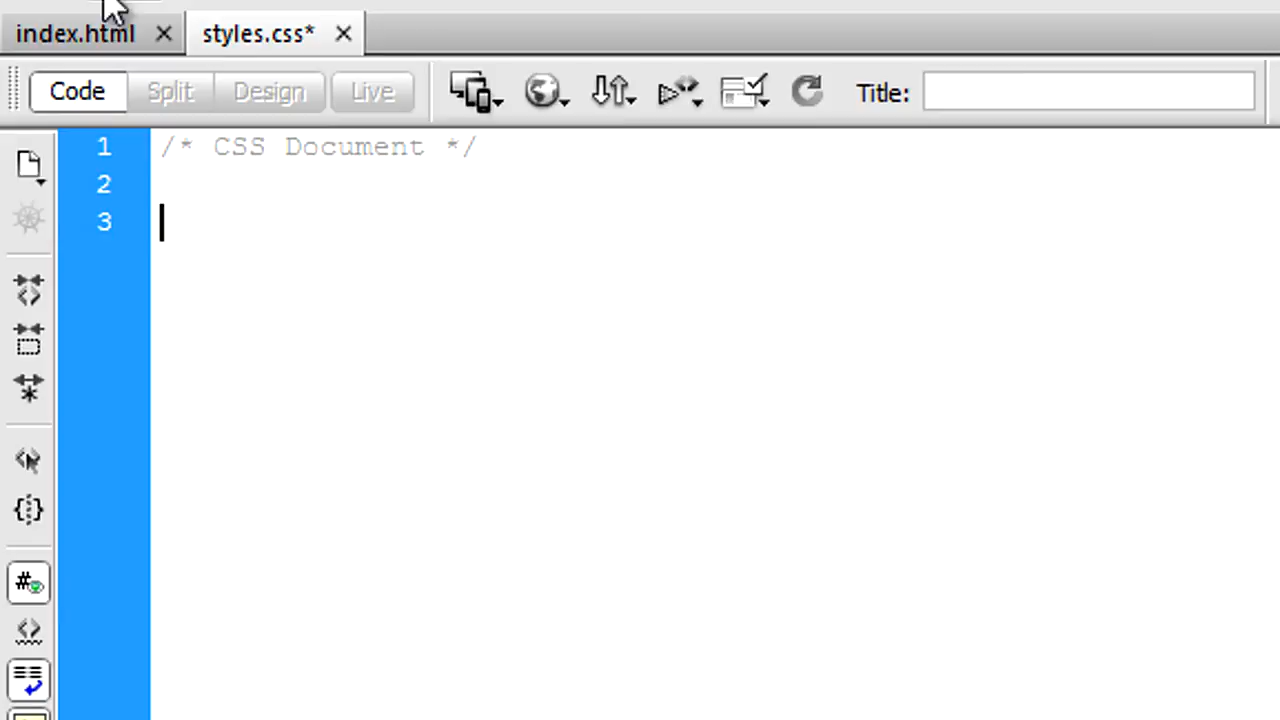 index.html
styles.css*
Code Split Design Live Title:
1 /* CSS Document */
2
3